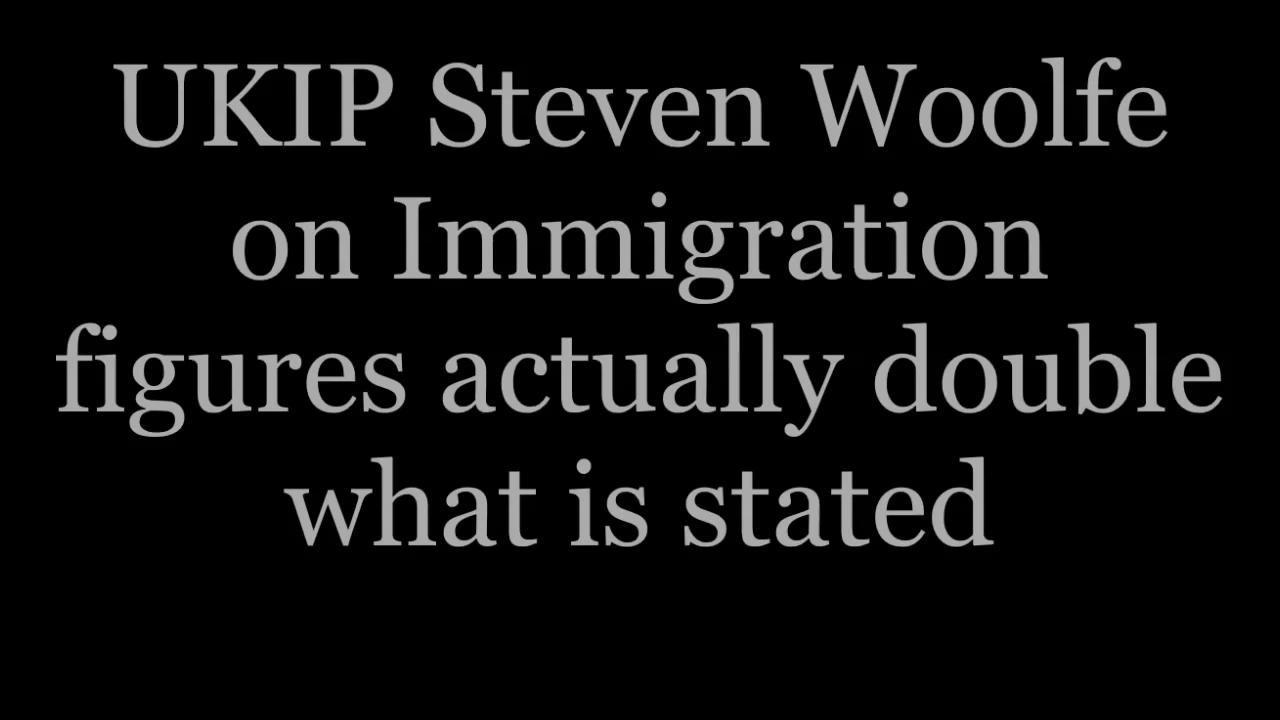 UKIP Steven Woolfe
on Immigration
figures actually double
what is stated